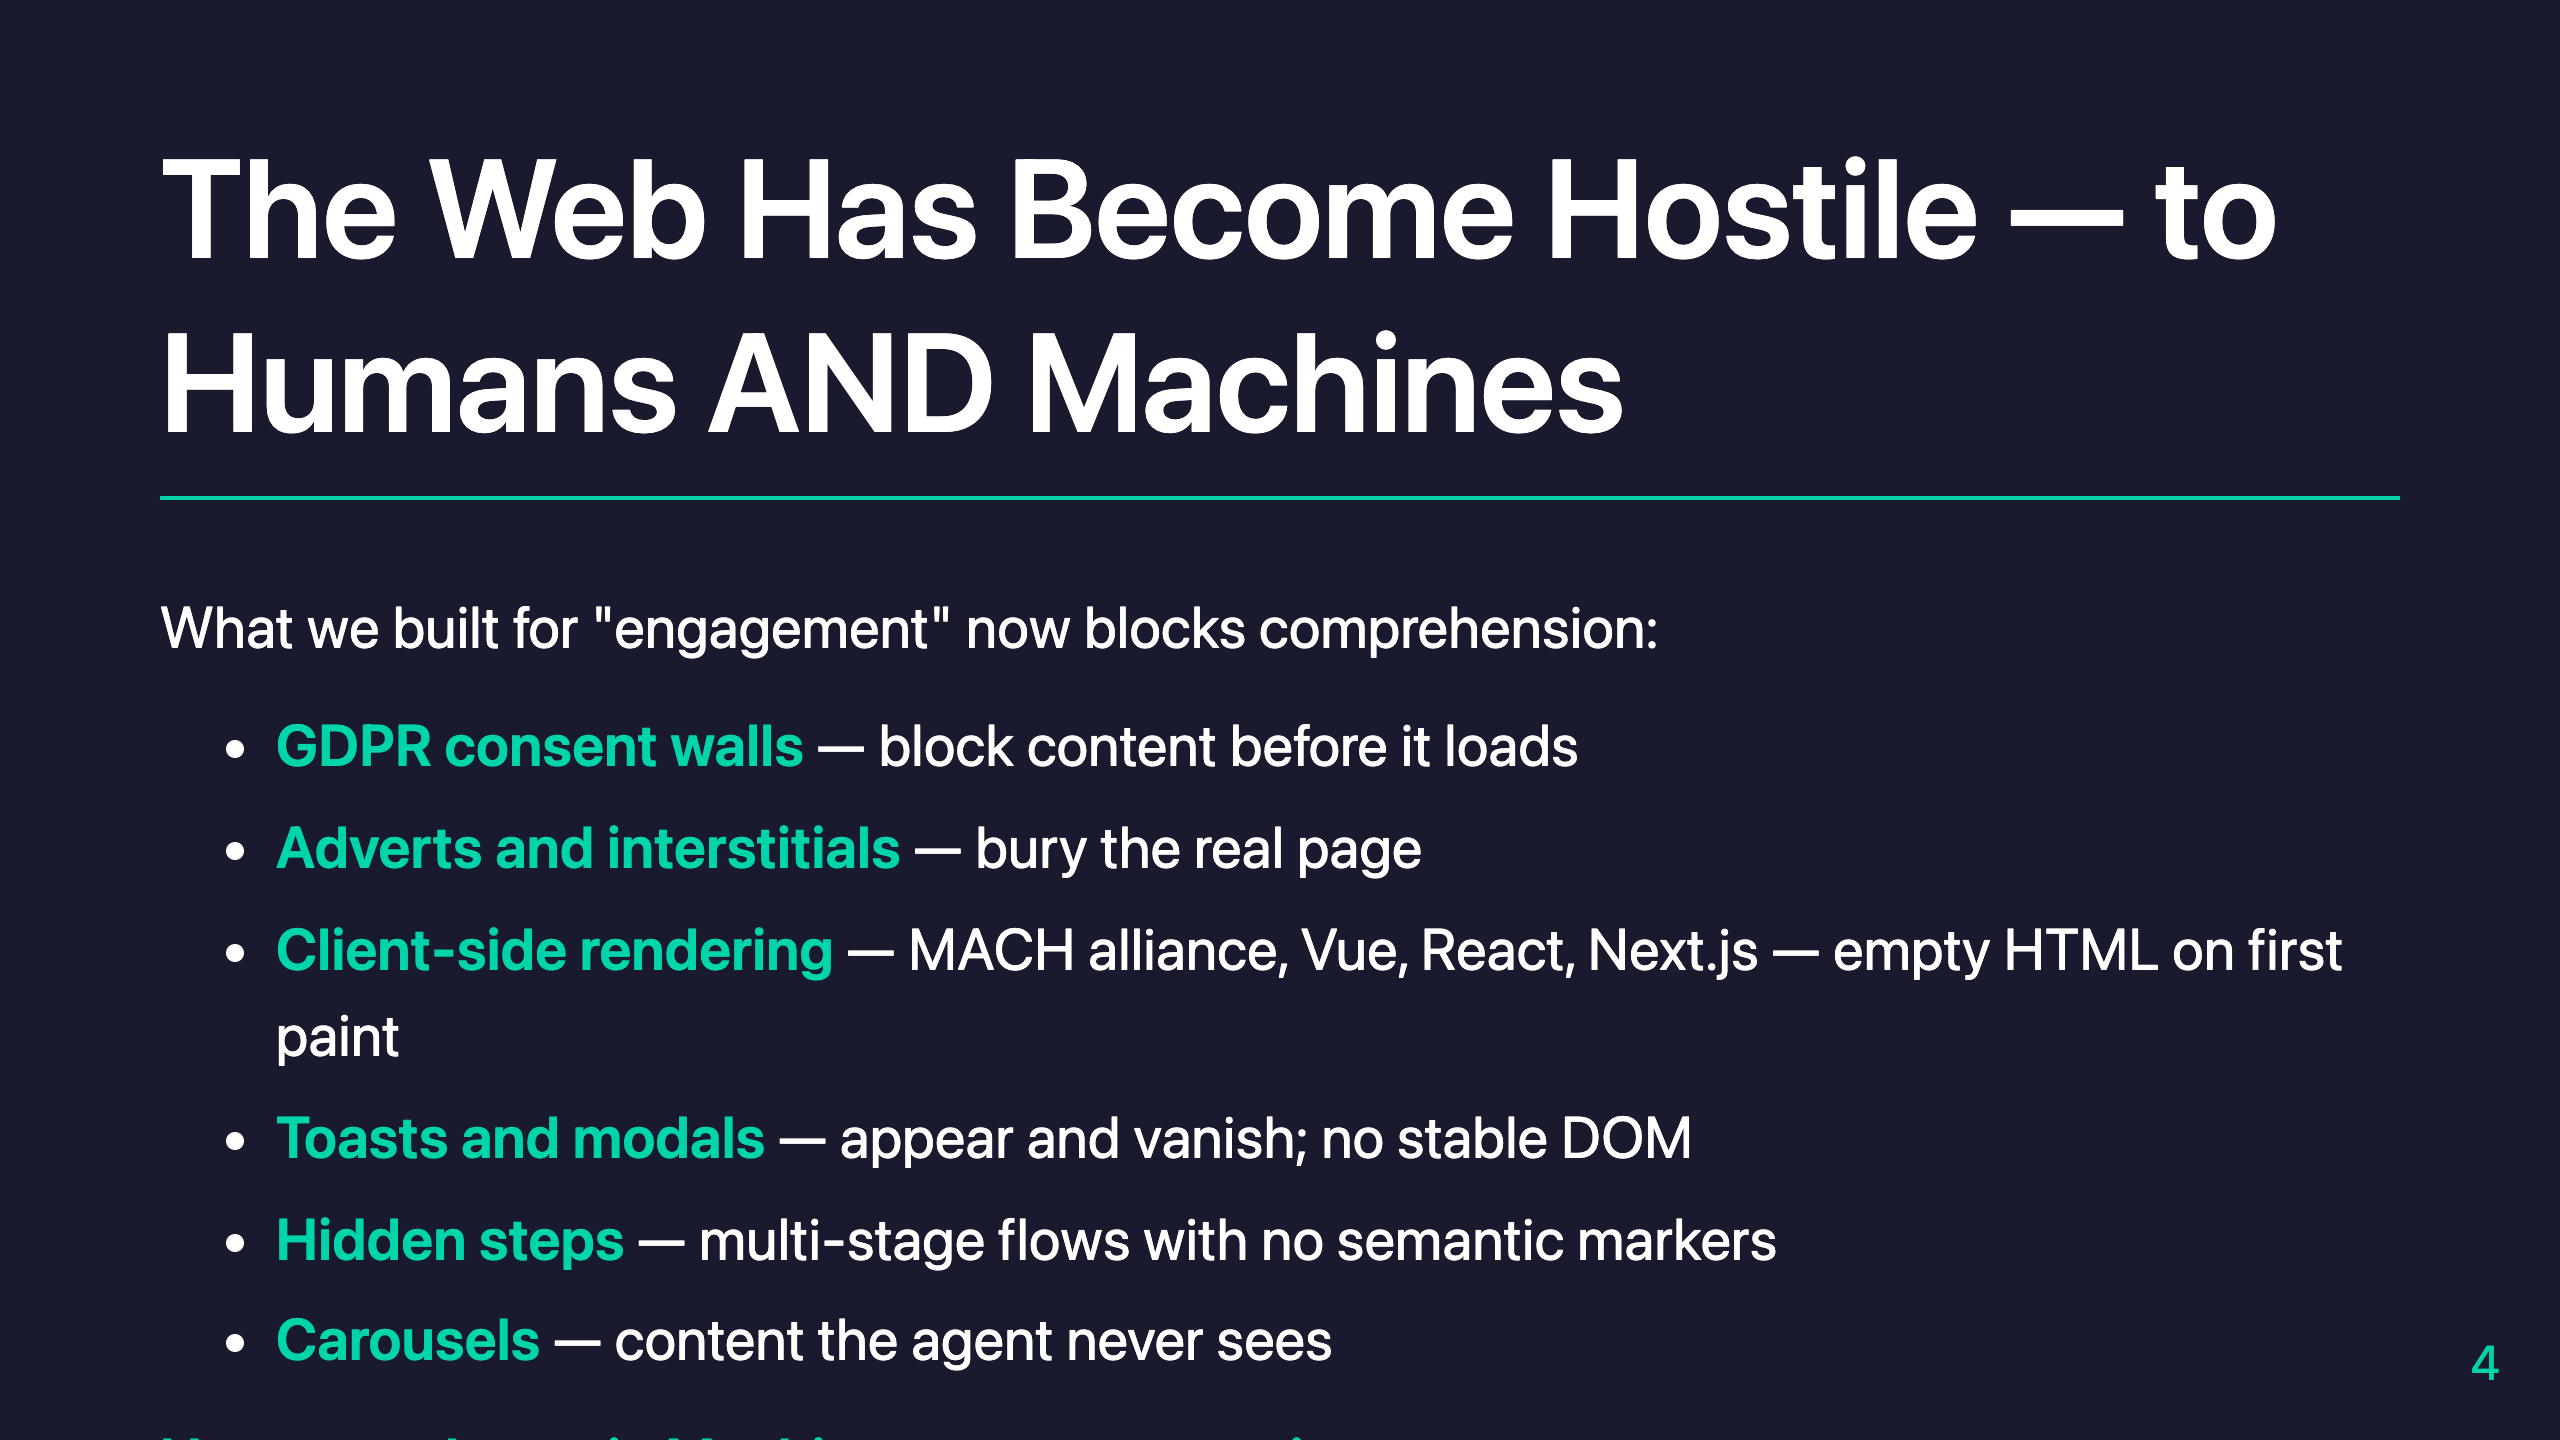 The Web Has Become Hostile — to
Humans AND Machines
What we built for "engagement" now blocks comprehension:
• GDPR consent walls — block content before it loads
• Adverts and interstitials — bury the real page
• Client-side rendering — MACH alliance, Vue, React, Next.js — empty HTML on first
paint
• Toasts and modals — appear and vanish; no stable DOM
• Hidden steps — multi-stage flows with no semantic markers
• Carousels — content the agent never sees
4